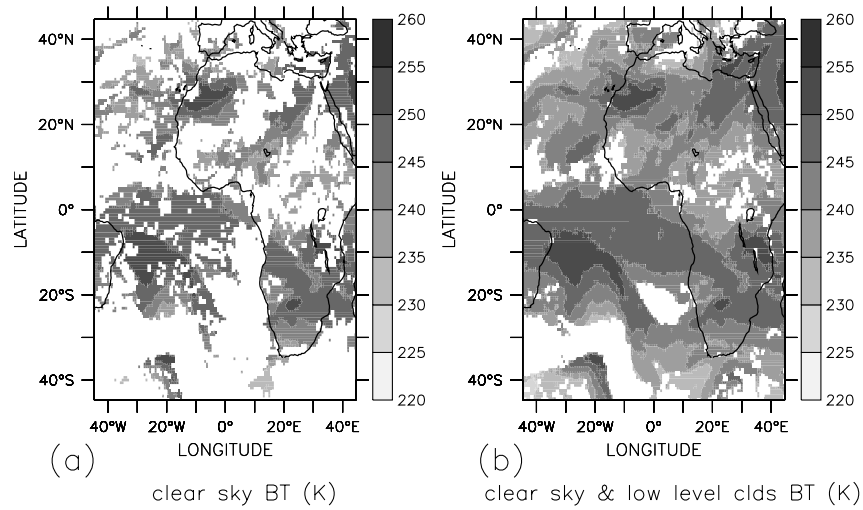 260
255
250
245
240
235
230
225
220
40°N
20°N
0°
20°S
40°S
LATITUDE
40°W 20°W 0° 20°E 40°E
LONGITUDE
(a)
clear sky BT (K)
260
255
250
245
240
235
230
225
220
40°N
20°N
0°
20°S
40°S
LATITUDE
40°W 20°W 0° 20°E 40°E
LONGITUDE
(b)
clear sky & low level clds BT (K)